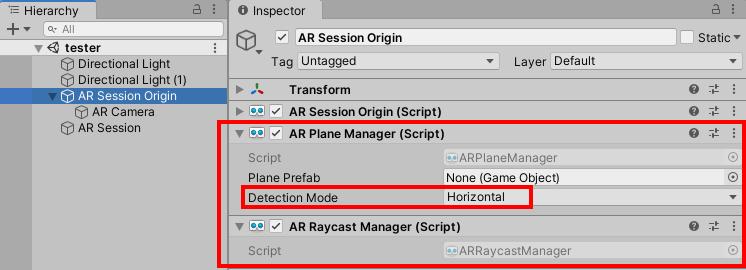 Hierarchy
All
tester
Directional Light
Directional Light (1)
AR Session Origin
AR Camera
AR Session
Inspector
AR Session Origin
Static
Tag Untagged Layer Default
Transform
AR Session Origin (Script)
AR Plane Manager (Script)
Script ARPlaneManager
Plane Prefab None (Game Object)
Detection Mode Horizontal
AR Raycast Manager (Script)
Script ARRaycastManager